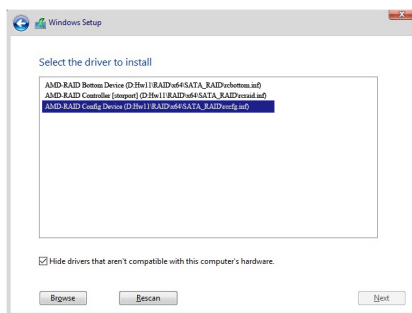 Windows Setup
Select the driver to install
AMD-RAID Bottom Device (D:Hw11\RAID\x64\SATA_RAID\rcbottom.inf)
AMD-RAID Controller [storport] (D:Hw11\RAID\x64\SATA_RAID\rcraid.inf)
AMD-RAID Config Device (D:Hw11\RAID\x64\SATA_RAID\rccfg.inf)
Hide drivers that aren't compatible with this computer's hardware.
Browse Rescan Next